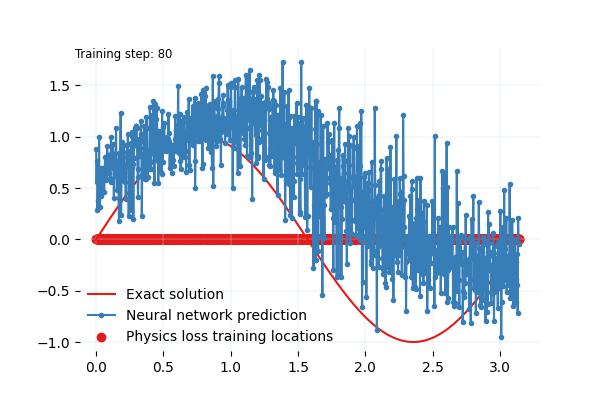 Training step: 80
1.5
1.0
0.5
0.0
−0.5
−1.0
Exact solution
Neural network prediction
Physics loss training locations
0.0 0.5 1.0 1.5 2.0 2.5 3.0